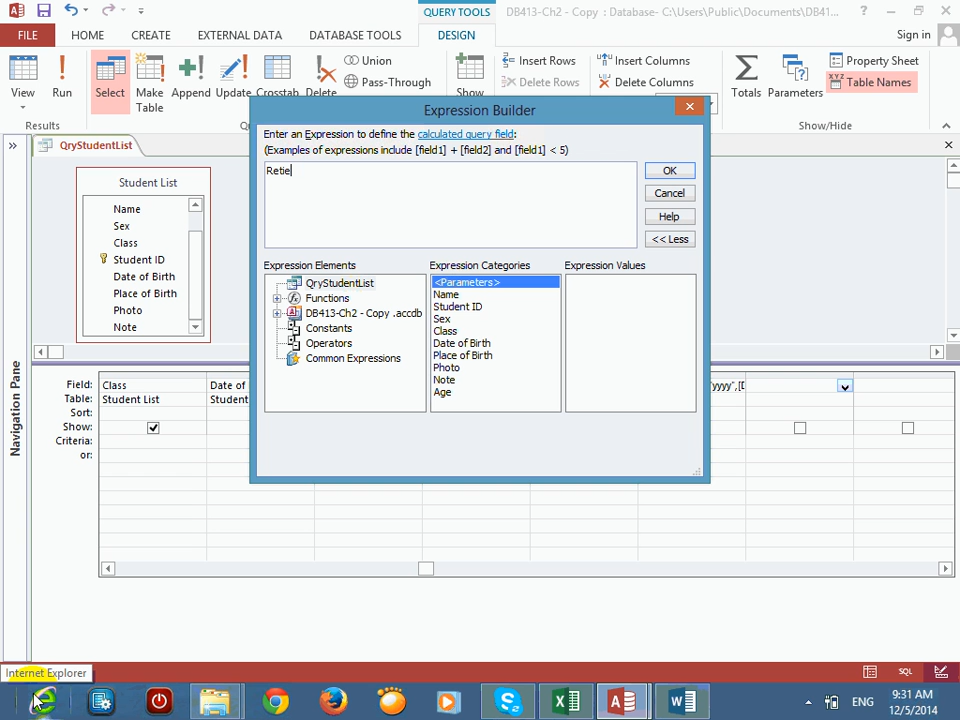 QUERY TOOLS
DB413-Ch2 - Copy : Database- C:\Users\Public\Documents\DB41...
FILE
HOME
CREATE
EXTERNAL DATA
DATABASE TOOLS
DESIGN
Sign in
View
Run
Select
Make Table
Append
Update
Crosstab
Delete
Union
Pass-Through
Show
Insert Rows
Delete Rows
Insert Columns
Delete Columns
Totals
Parameters
Property Sheet
Table Names
Results
Show/Hide
QryStudentList
Student List
Name
Sex
Class
Student ID
Date of Birth
Place of Birth
Photo
Note
Expression Builder
Enter an Expression to define the calculated query field:
(Examples of expressions include [field1] + [field2] and [field1] < 5)
Retie
OK
Cancel
Help
<< Less
Expression Elements
QryStudentList
Functions
DB413-Ch2 - Copy .accdb
Constants
Operators
Common Expressions
Expression Categories
<Parameters>
Name
Student ID
Sex
Class
Date of Birth
Place of Birth
Photo
Note
Age
Expression Values
Navigation Pane
Field:
Table:
Sort:
Show:
Criteria:
or:
Class
Student List
Date of
Student
"yyyy",[D
Internet Explorer
SQL
ENG
9:31 AM
12/5/2014